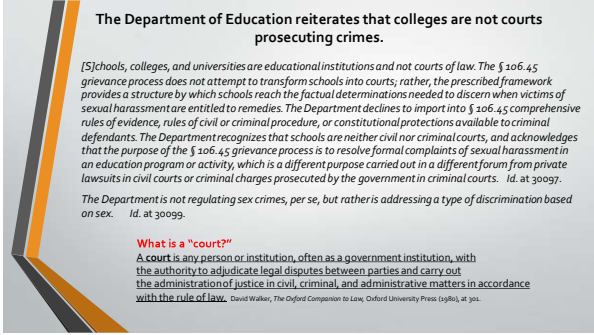 The Department of Education reiterates that colleges are not courts
prosecuting crimes.
[S]chools, colleges, and universities are educational institutions and not courts of law. The § 106.45
grievance process does not attempt to transform schools into courts; rather, the prescribed framework
provides a structure by which schools reach the factual determinations needed to discern when victims of
sexual harassment are entitled to remedies. The Department declines to import into § 106.45 comprehensive
rules of evidence, rules of civil or criminal procedure, or constitutional protections available to criminal
defendants. The Department recognizes that schools are neither civil nor criminal courts, and acknowledges
that the purpose of the § 106.45 grievance process is to resolve formal complaints of sexual harassment in
an education program or activity, which is a different purpose carried out in a different forum from private
lawsuits in civil courts or criminal charges prosecuted by the government in criminal courts. Id. at 30097.
The Department is not regulating sex crimes, per se, but rather is addressing a type of discrimination based
on sex. Id. at 30099.
What is a “court?”
A court is any person or institution, often as a government institution, with
the authority to adjudicate legal disputes between parties and carry out
the administration of justice in civil, criminal, and administrative matters in accordance
with the rule of law. David Walker, The Oxford Companion to Law, Oxford University Press (1980), at 301.